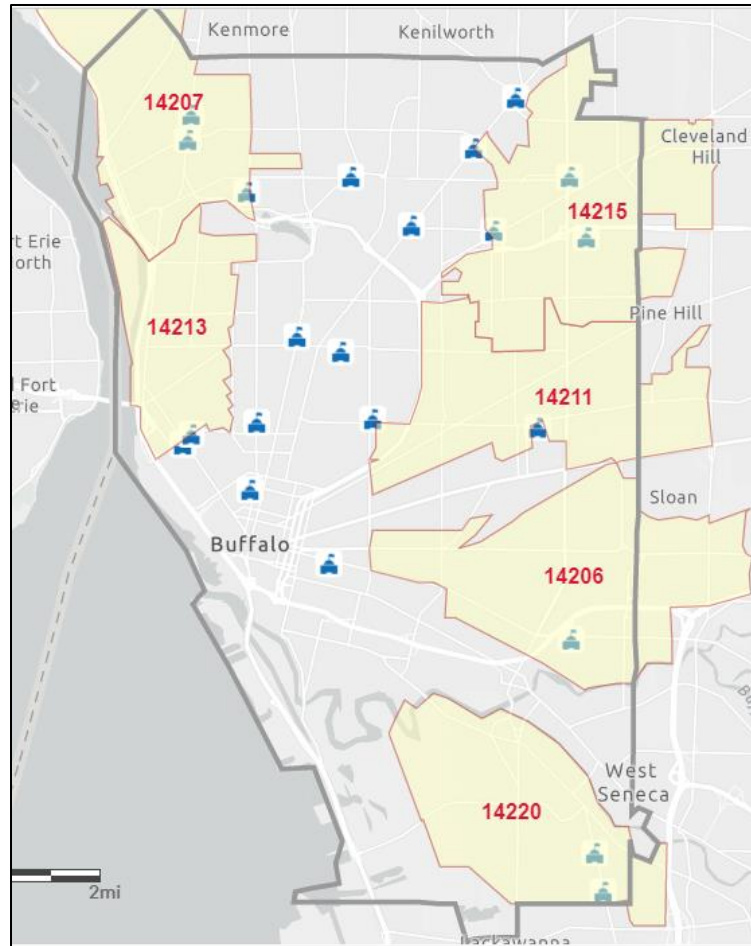 Kenmore
Kenilworth
14207
Cleveland
Hill
14215
rt Erie
orth
14213
Pine Hill
d Fort
rie
14211
Sloan
Buffalo
14206
West
Seneca
14220
2mi
Lackawanna